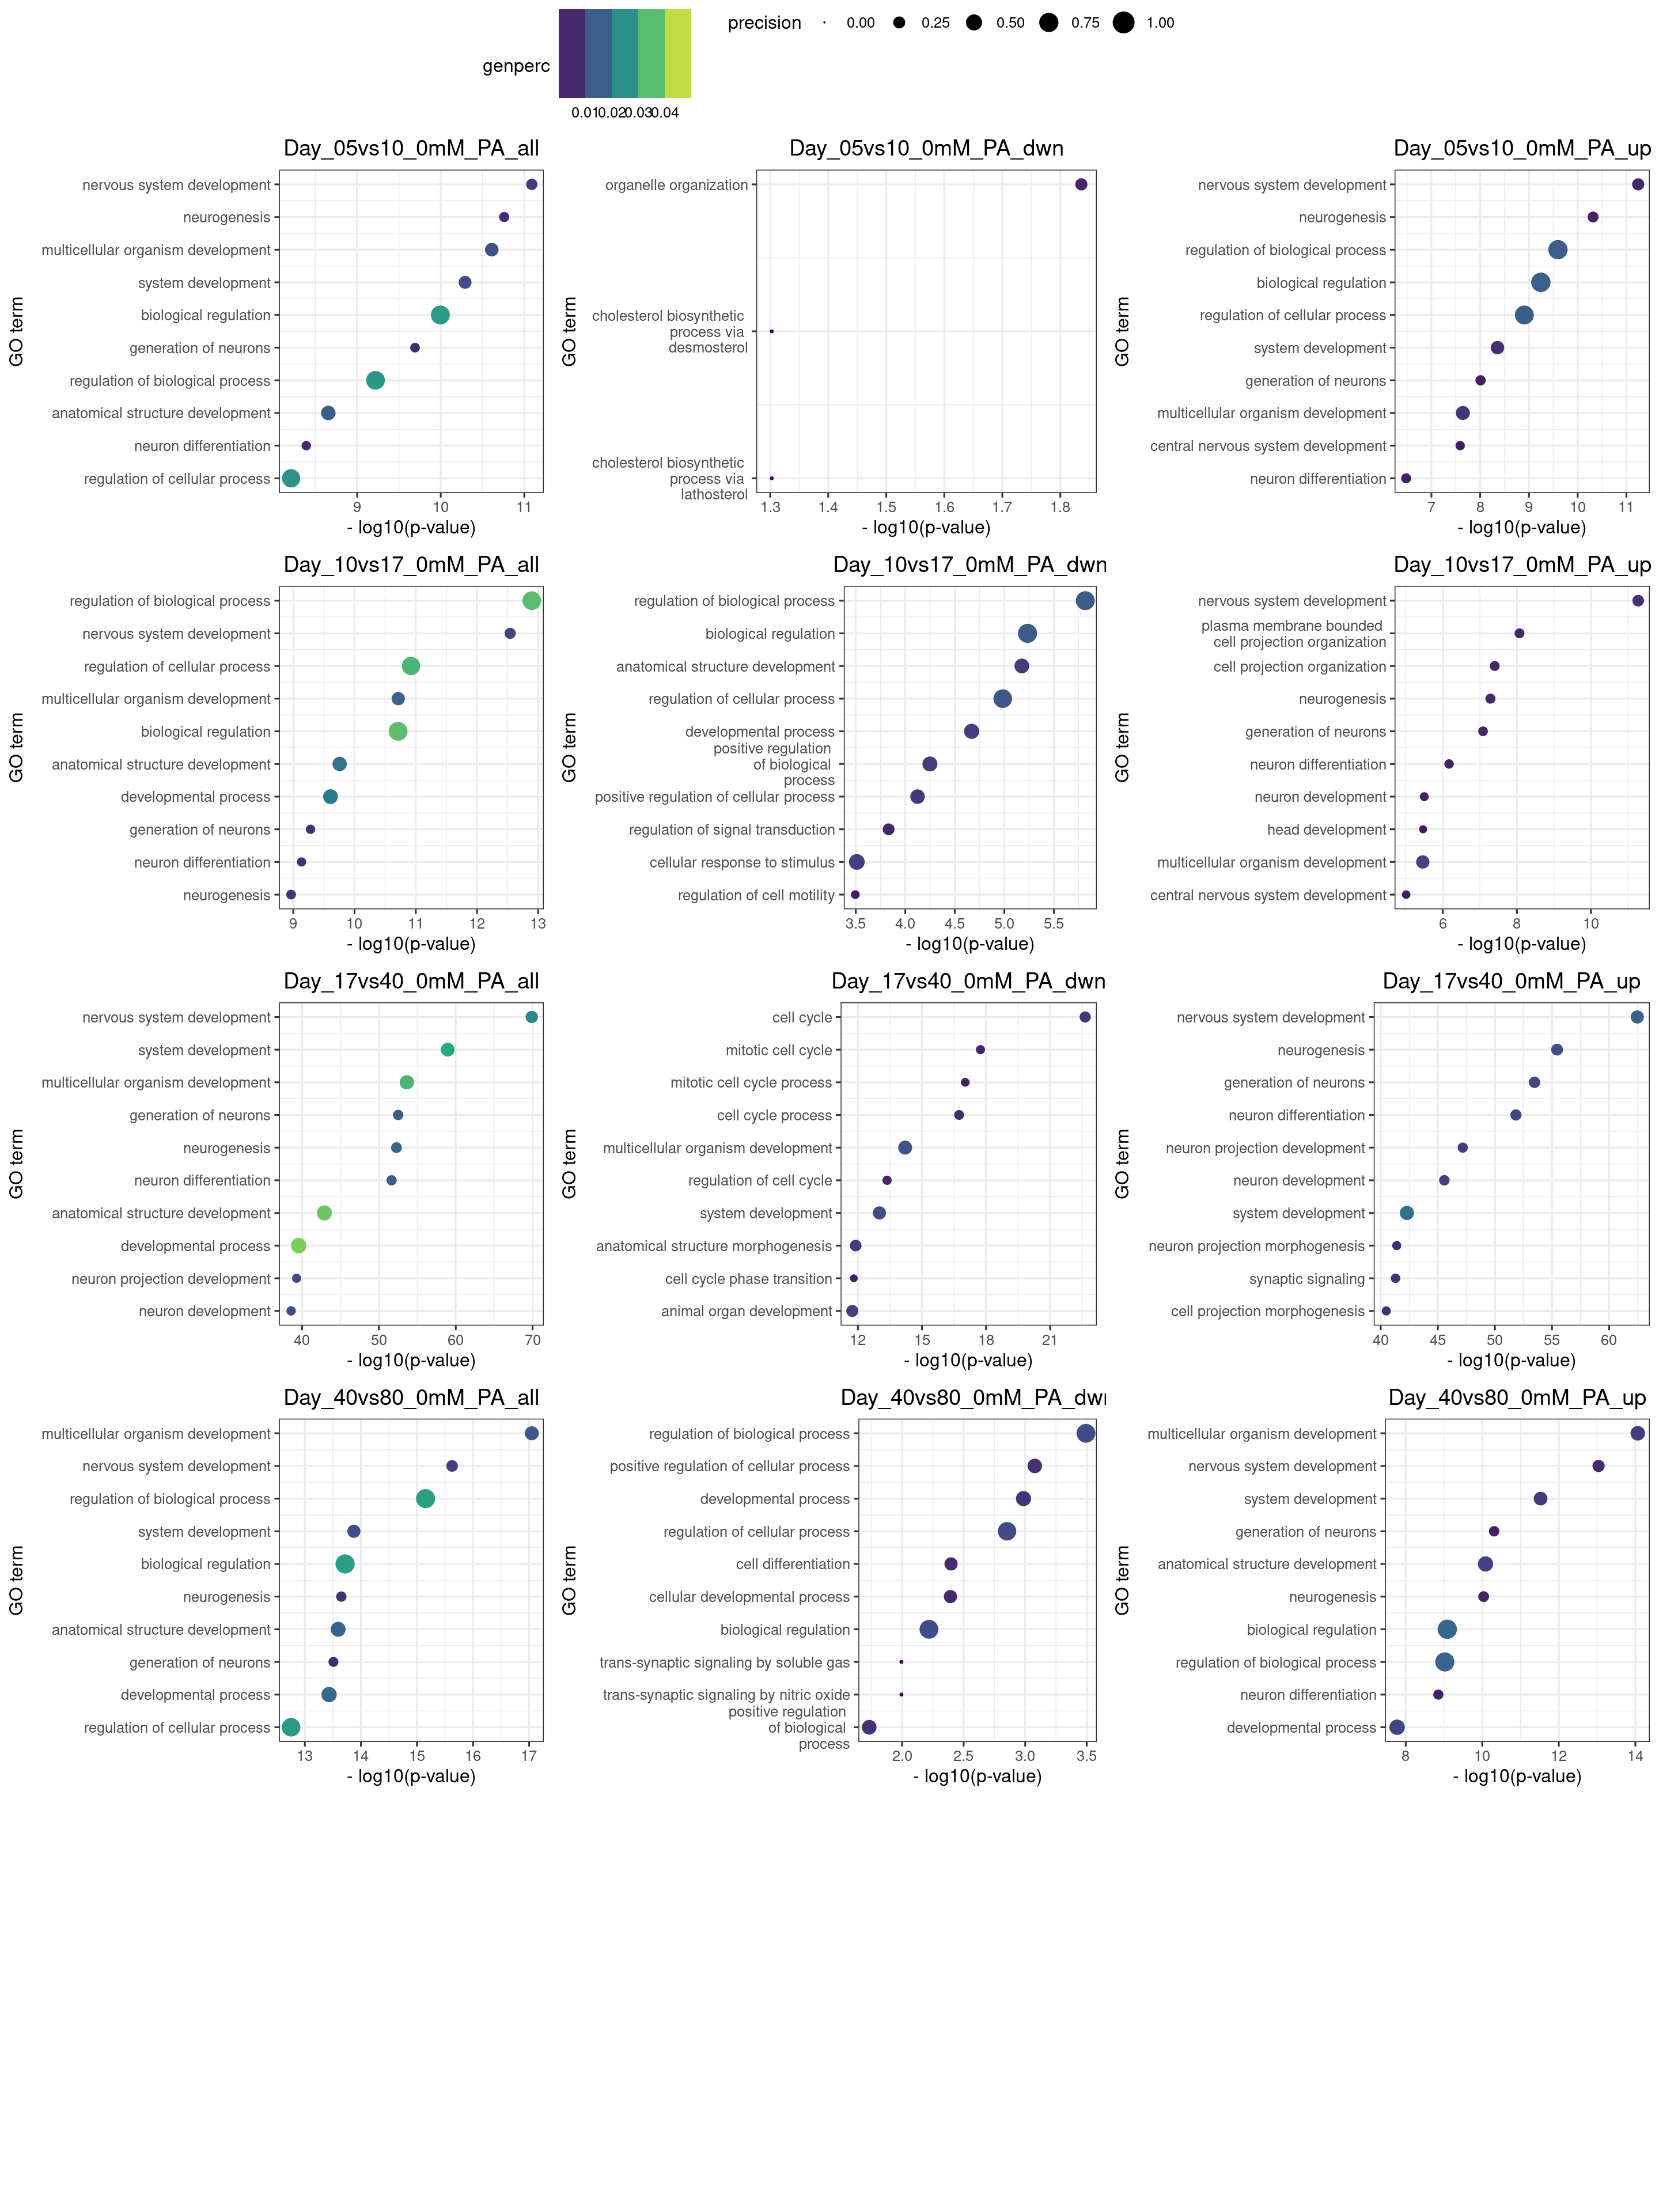 precision 0.00 0.25 0.50 0.75 1.00
genperc
0.01 0.02 0.03 0.04
Day_05vs10_0mM_PA_all
nervous system development
neurogenesis
multicellular organism development
system development
biological regulation
generation of neurons
regulation of biological process
anatomical structure development
neuron differentiation
regulation of cellular process
GO term
9 10 11
- log10(p-value)
Day_05vs10_0mM_PA_dwn
organelle organization
cholesterol biosynthetic
process via
desmosterol
cholesterol biosynthetic
process via
lathosterol
GO term
1.3 1.4 1.5 1.6 1.7 1.8
- log10(p-value)
Day_05vs10_0mM_PA_up
nervous system development
neurogenesis
regulation of biological process
biological regulation
regulation of cellular process
system development
generation of neurons
multicellular organism development
central nervous system development
neuron differentiation
GO term
7 8 9 10 11
- log10(p-value)
Day_10vs17_0mM_PA_all
regulation of biological process
nervous system development
regulation of cellular process
multicellular organism development
biological regulation
anatomical structure development
developmental process
generation of neurons
neuron differentiation
neurogenesis
GO term
9 10 11 12 13
- log10(p-value)
Day_10vs17_0mM_PA_dwn
regulation of biological process
biological regulation
anatomical structure development
regulation of cellular process
developmental process
positive regulation
of biological
process
positive regulation of cellular process
regulation of signal transduction
cellular response to stimulus
regulation of cell motility
GO term
3.5 4.0 4.5 5.0 5.5
- log10(p-value)
Day_10vs17_0mM_PA_up
nervous system development
plasma membrane bounded
cell projection organization
cell projection organization
neurogenesis
generation of neurons
neuron differentiation
neuron development
head development
multicellular organism development
central nervous system development
GO term
6 8 10
- log10(p-value)
Day_17vs40_0mM_PA_all
nervous system development
system development
multicellular organism development
generation of neurons
neurogenesis
neuron differentiation
anatomical structure development
developmental process
neuron projection development
neuron development
GO term
40 50 60 70
- log10(p-value)
Day_17vs40_0mM_PA_dwn
cell cycle
mitotic cell cycle
mitotic cell cycle process
cell cycle process
multicellular organism development
regulation of cell cycle
system development
anatomical structure morphogenesis
cell cycle phase transition
animal organ development
GO term
12 15 18 21
- log10(p-value)
Day_17vs40_0mM_PA_up
nervous system development
neurogenesis
generation of neurons
neuron differentiation
neuron projection development
neuron development
system development
neuron projection morphogenesis
synaptic signaling
cell projection morphogenesis
GO term
40 45 50 55 60
- log10(p-value)
Day_40vs80_0mM_PA_all
multicellular organism development
nervous system development
regulation of biological process
system development
biological regulation
neurogenesis
anatomical structure development
generation of neurons
developmental process
regulation of cellular process
GO term
13 14 15 16 17
- log10(p-value)
Day_40vs80_0mM_PA_dwn
regulation of biological process
positive regulation of cellular process
developmental process
regulation of cellular process
cell differentiation
cellular developmental process
biological regulation
trans-synaptic signaling by soluble gas
trans-synaptic signaling by nitric oxide
positive regulation
of biological
process
GO term
2.0 2.5 3.0 3.5
- log10(p-value)
Day_40vs80_0mM_PA_up
multicellular organism development
nervous system development
system development
generation of neurons
anatomical structure development
neurogenesis
biological regulation
regulation of biological process
neuron differentiation
developmental process
GO term
8 10 12 14
- log10(p-value)